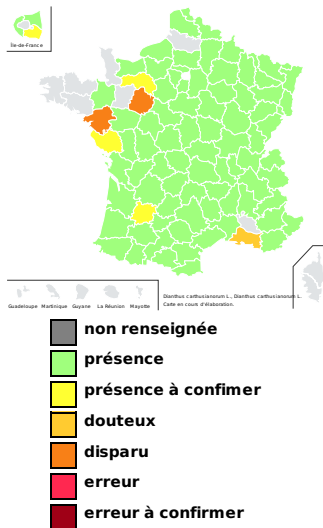 Île-de-France
Guadeloupe Martinique Guyane La Réunion Mayotte
Dianthus carthusianorum L., Dianthus carthusianorum L.
Carte en cours d'élaboration.
non renseignée
présence
présence à confimer
douteux
disparu
erreur
erreur à confirmer